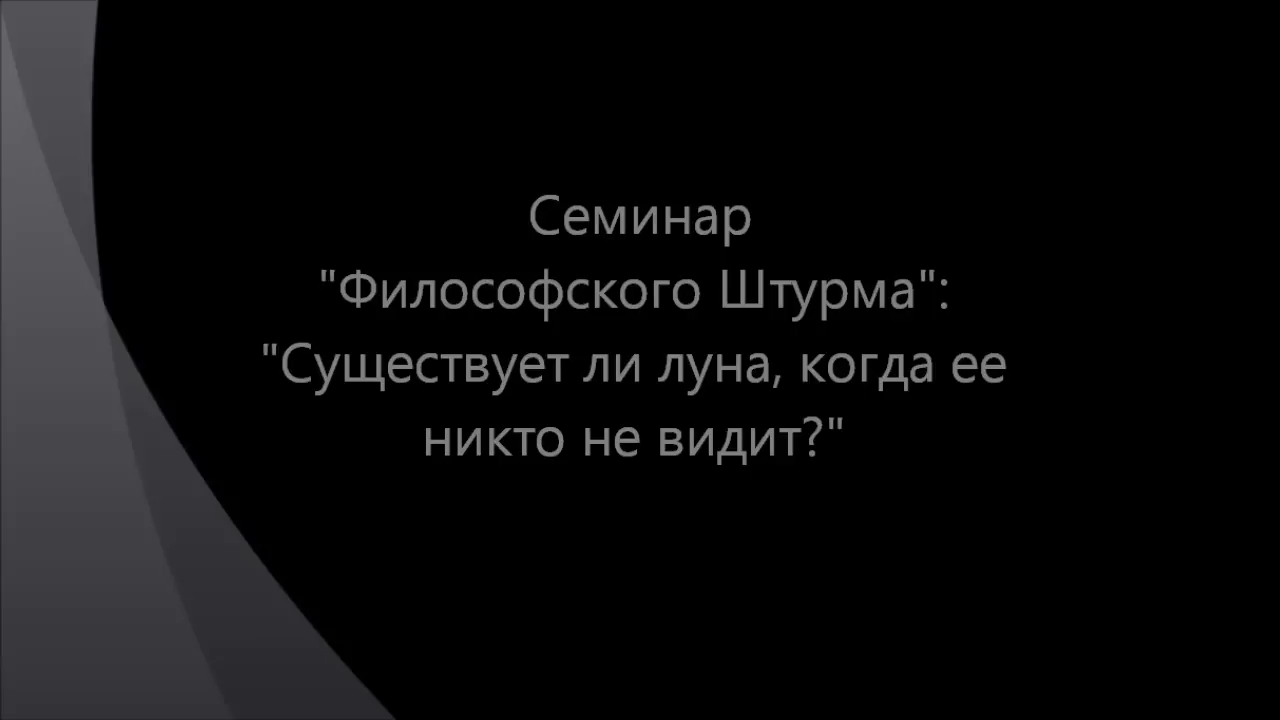 Семинар
"Философского Штурма":
"Существует ли луна, когда ее
никто не видит?"